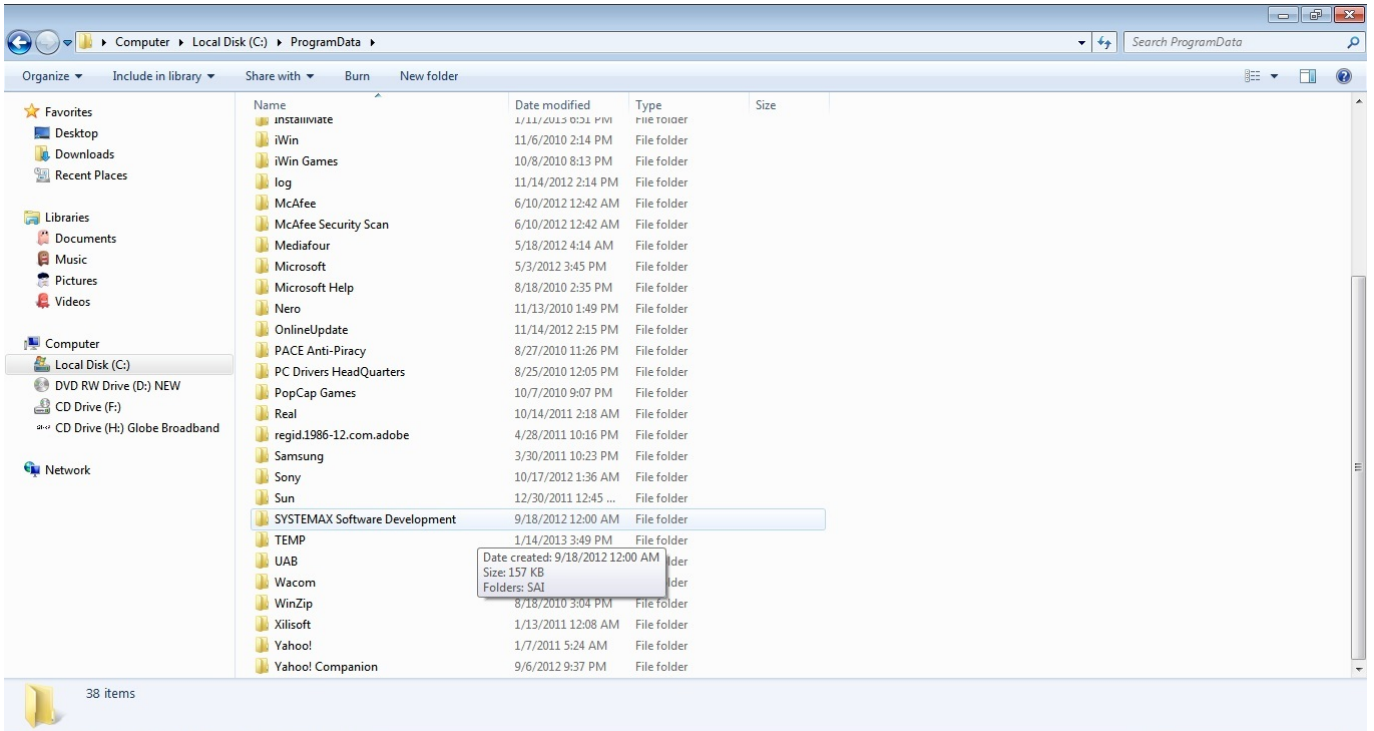 Computer ▸ Local Disk (C:) ▸ ProgramData ▸
Search ProgramData
Organize Include in library Share with Burn New folder
Favorites
Desktop
Downloads
Recent Places
Libraries
Documents
Music
Pictures
Videos
Computer
Local Disk (C:)
DVD RW Drive (D:) NEW
CD Drive (F:)
CD Drive (H:) Globe Broadband
Network
Name Date modified Type Size
InstallMate 1/11/2013 6:51 PM File folder
iWin 11/6/2010 2:14 PM File folder
iWin Games 10/8/2010 8:13 PM File folder
log 11/14/2012 2:14 PM File folder
McAfee 6/10/2012 12:42 AM File folder
McAfee Security Scan 6/10/2012 12:42 AM File folder
Mediafour 5/18/2012 4:14 AM File folder
Microsoft 5/3/2012 3:45 PM File folder
Microsoft Help 8/18/2010 2:35 PM File folder
Nero 11/13/2010 1:49 PM File folder
OnlineUpdate 11/14/2012 2:15 PM File folder
PACE Anti-Piracy 8/27/2010 11:26 PM File folder
PC Drivers HeadQuarters 8/25/2010 12:05 PM File folder
PopCap Games 10/7/2010 9:07 PM File folder
Real 10/14/2011 2:18 AM File folder
regid.1986-12.com.adobe 4/28/2011 10:16 PM File folder
Samsung 3/30/2011 10:23 PM File folder
Sony 10/17/2012 1:36 AM File folder
Sun 12/30/2011 12:45 ... File folder
SYSTEMAX Software Development 9/18/2012 12:00 AM File folder
TEMP 1/14/2013 3:49 PM File folder
Date created: 9/18/2012 12:00 AM
Size: 157 KB
Folders: SAI
UAB lder
Wacom lder
WinZip 8/18/2010 3:04 PM File folder
Xilisoft 1/13/2011 12:08 AM File folder
Yahoo! 1/7/2011 5:24 AM File folder
Yahoo! Companion 9/6/2012 9:37 PM File folder
38 items